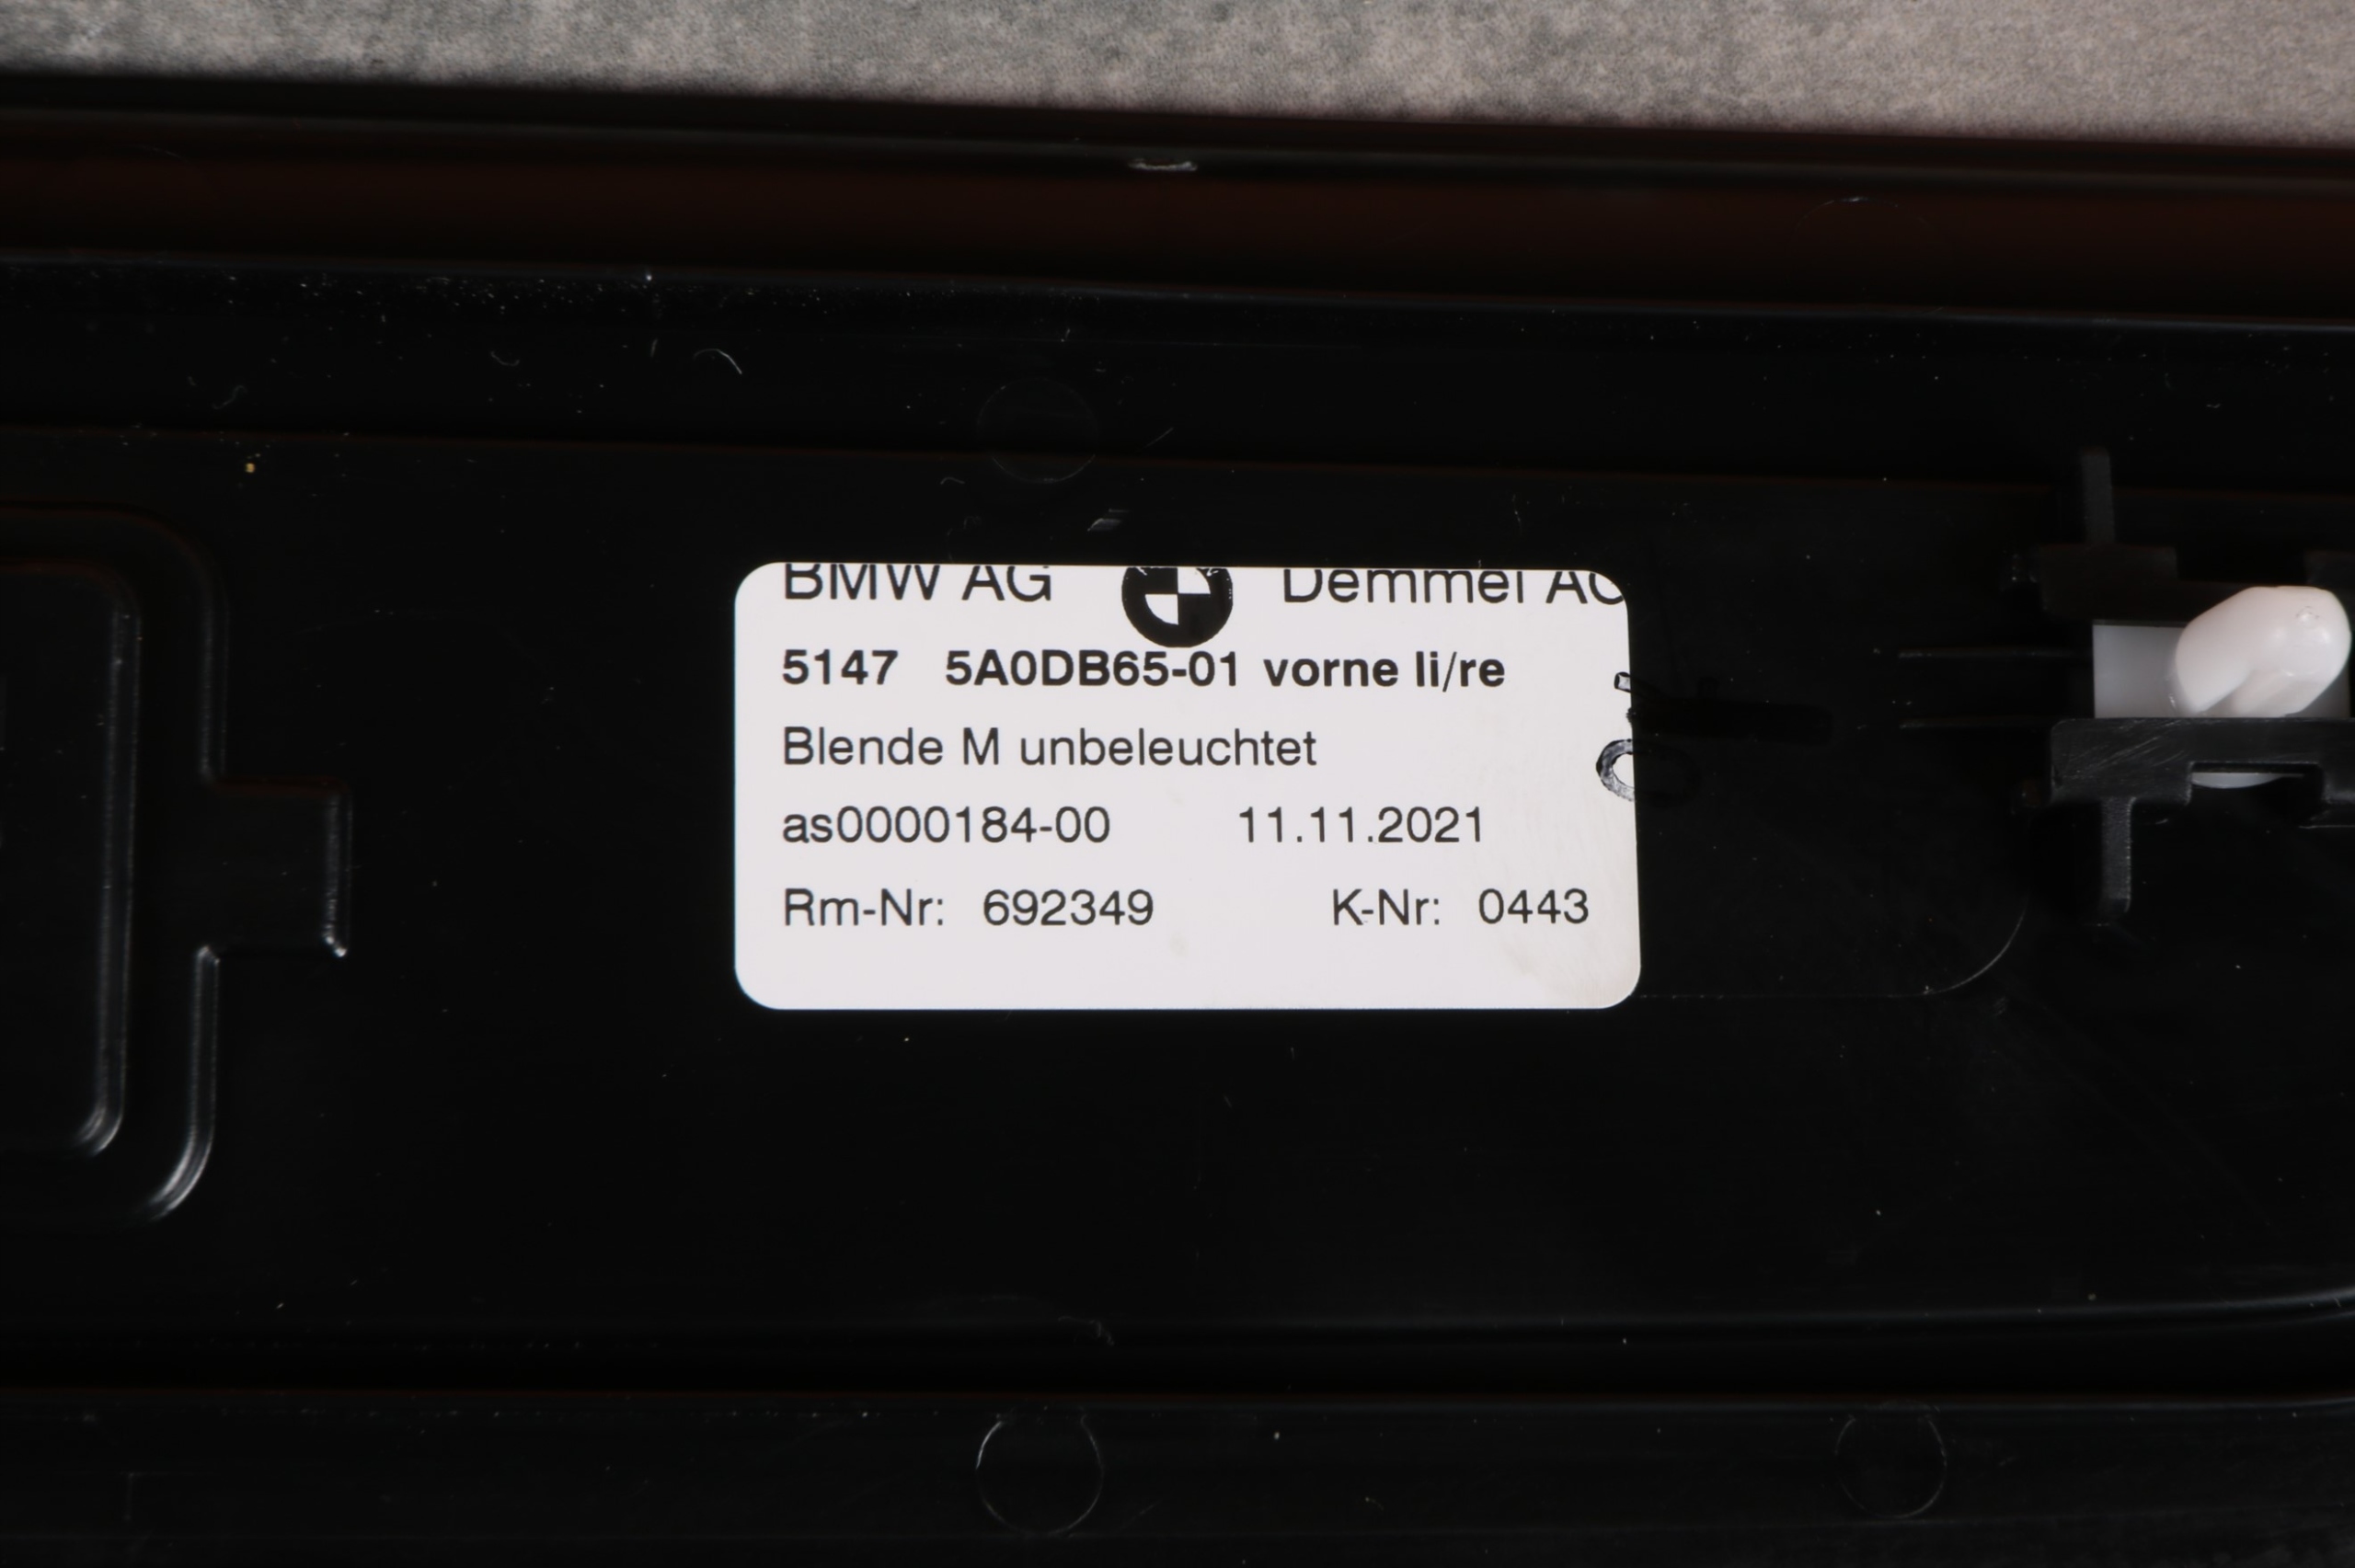 BMW AG Demmel AG
5147 5A0DB65-01 vorne li/re
Blende M unbeleuchtet
as0000184-00 11.11.2021
Rm-Nr: 692349 K-Nr: 0443